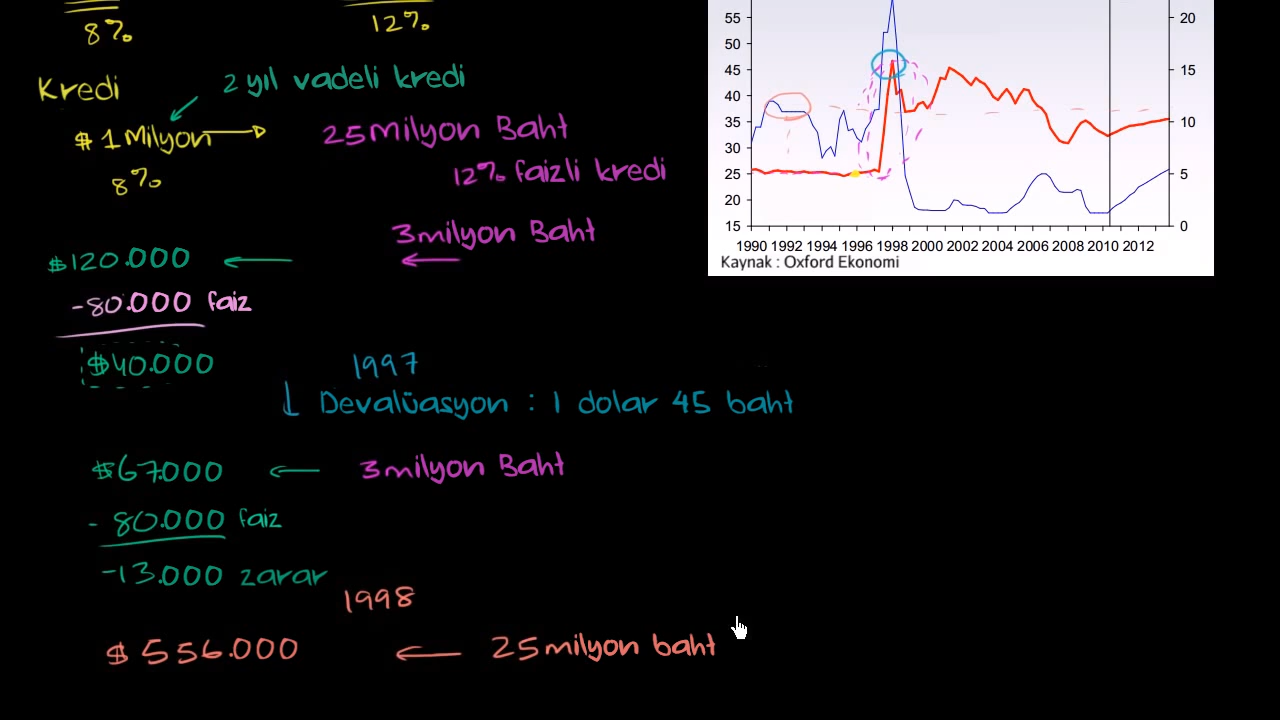 8%
12%
Kredi
2 yıl vadeli kredi
$ 1 Milyon
25 milyon Baht
8%
12% faizli kredi
3 milyon Baht
$120.000
-80.000 faiz
$40.000
1997
Devalüasyon : 1 dolar 45 baht
$67.000
3 milyon Baht
- 80.000 faiz
-13.000 zarar
1998
$ 556.000
25 milyon baht
55
50
45
40
35
30
25
15
20
15
10
5
0
1990 1992 1994 1996 1998 2000 2002 2004 2006 2008 2010 2012
Kaynak : Oxford Ekonomi